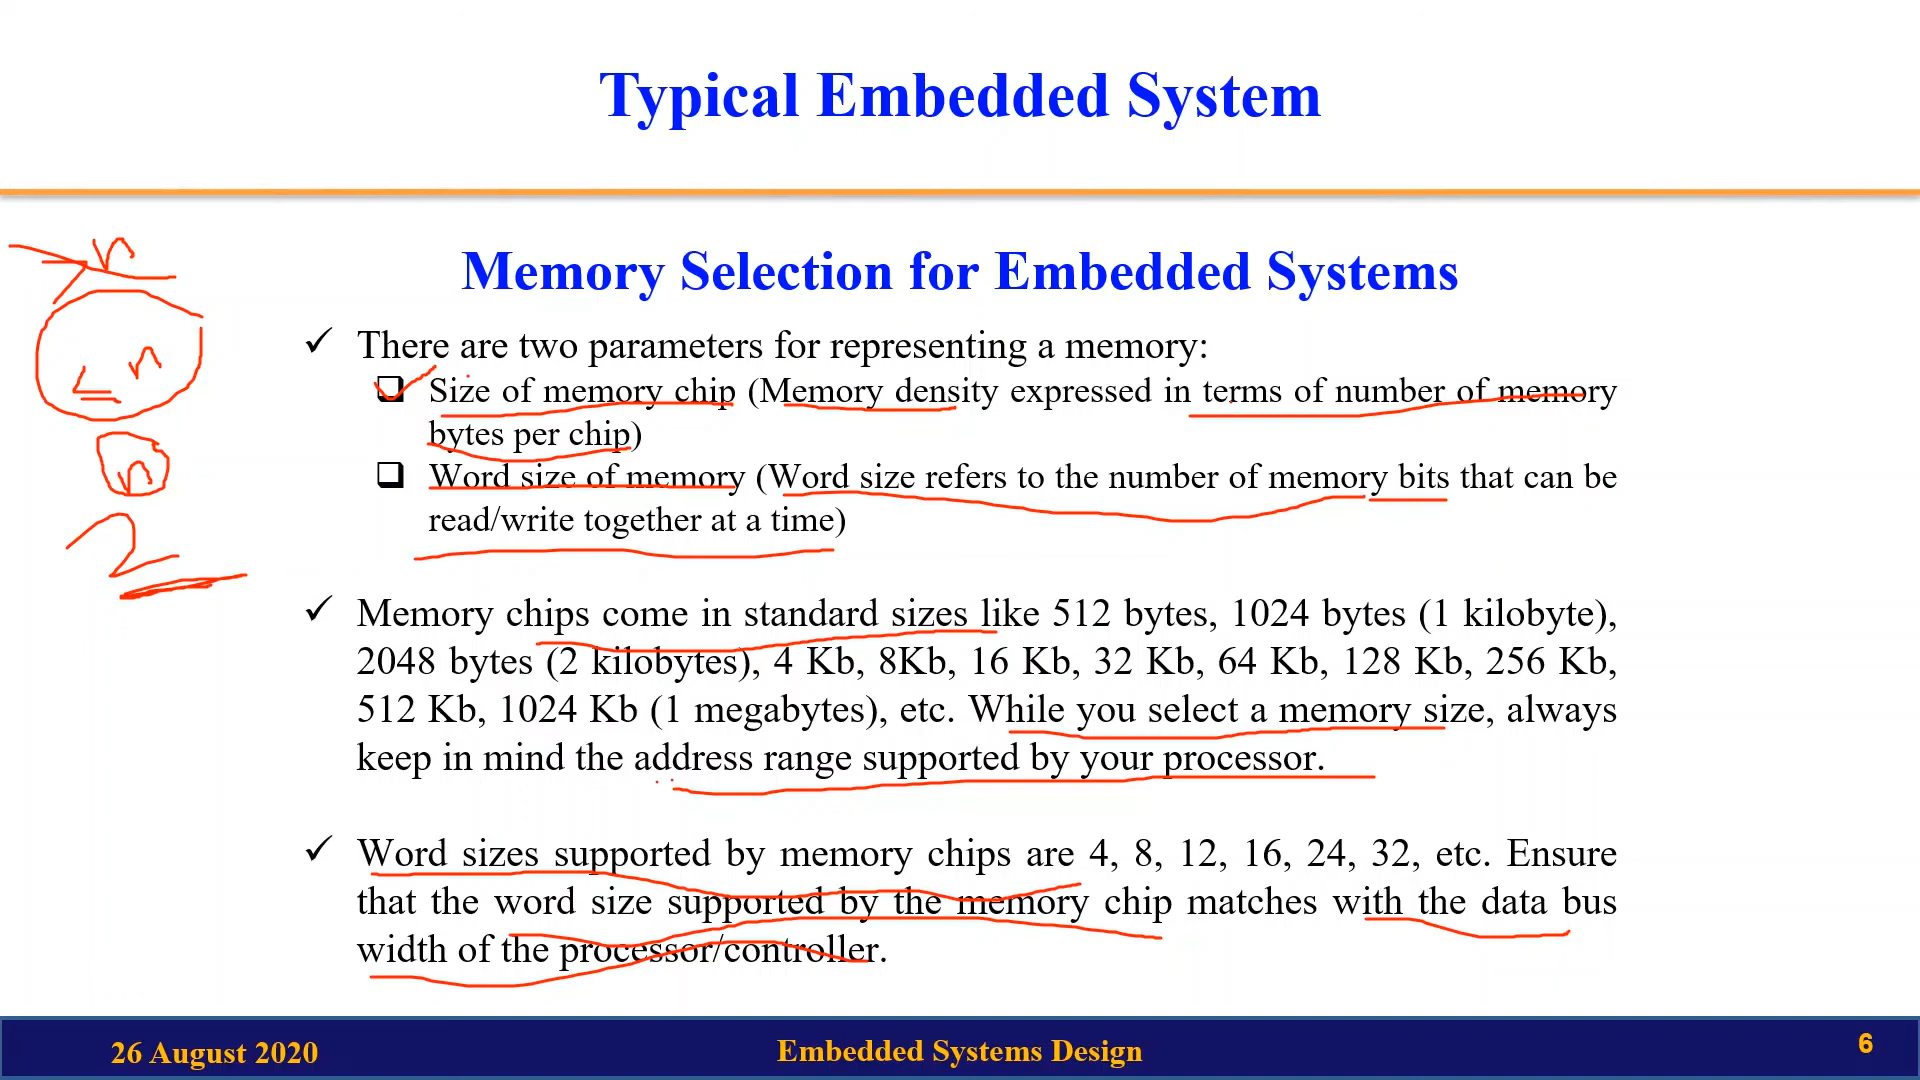 Typical Embedded System
Memory Selection for Embedded Systems
✓ There are two parameters for representing a memory:
❑ Size of memory chip (Memory density expressed in terms of number of memory
bytes per chip)
❑ Word size of memory (Word size refers to the number of memory bits that can be
read/write together at a time)
✓ Memory chips come in standard sizes like 512 bytes, 1024 bytes (1 kilobyte),
2048 bytes (2 kilobytes), 4 Kb, 8Kb, 16 Kb, 32 Kb, 64 Kb, 128 Kb, 256 Kb,
512 Kb, 1024 Kb (1 megabytes), etc. While you select a memory size, always
keep in mind the address range supported by your processor.
✓ Word sizes supported by memory chips are 4, 8, 12, 16, 24, 32, etc. Ensure
that the word size supported by the memory chip matches with the data bus
width of the processor/controller.
n
≤ n
n
2
26 August 2020
Embedded Systems Design
6